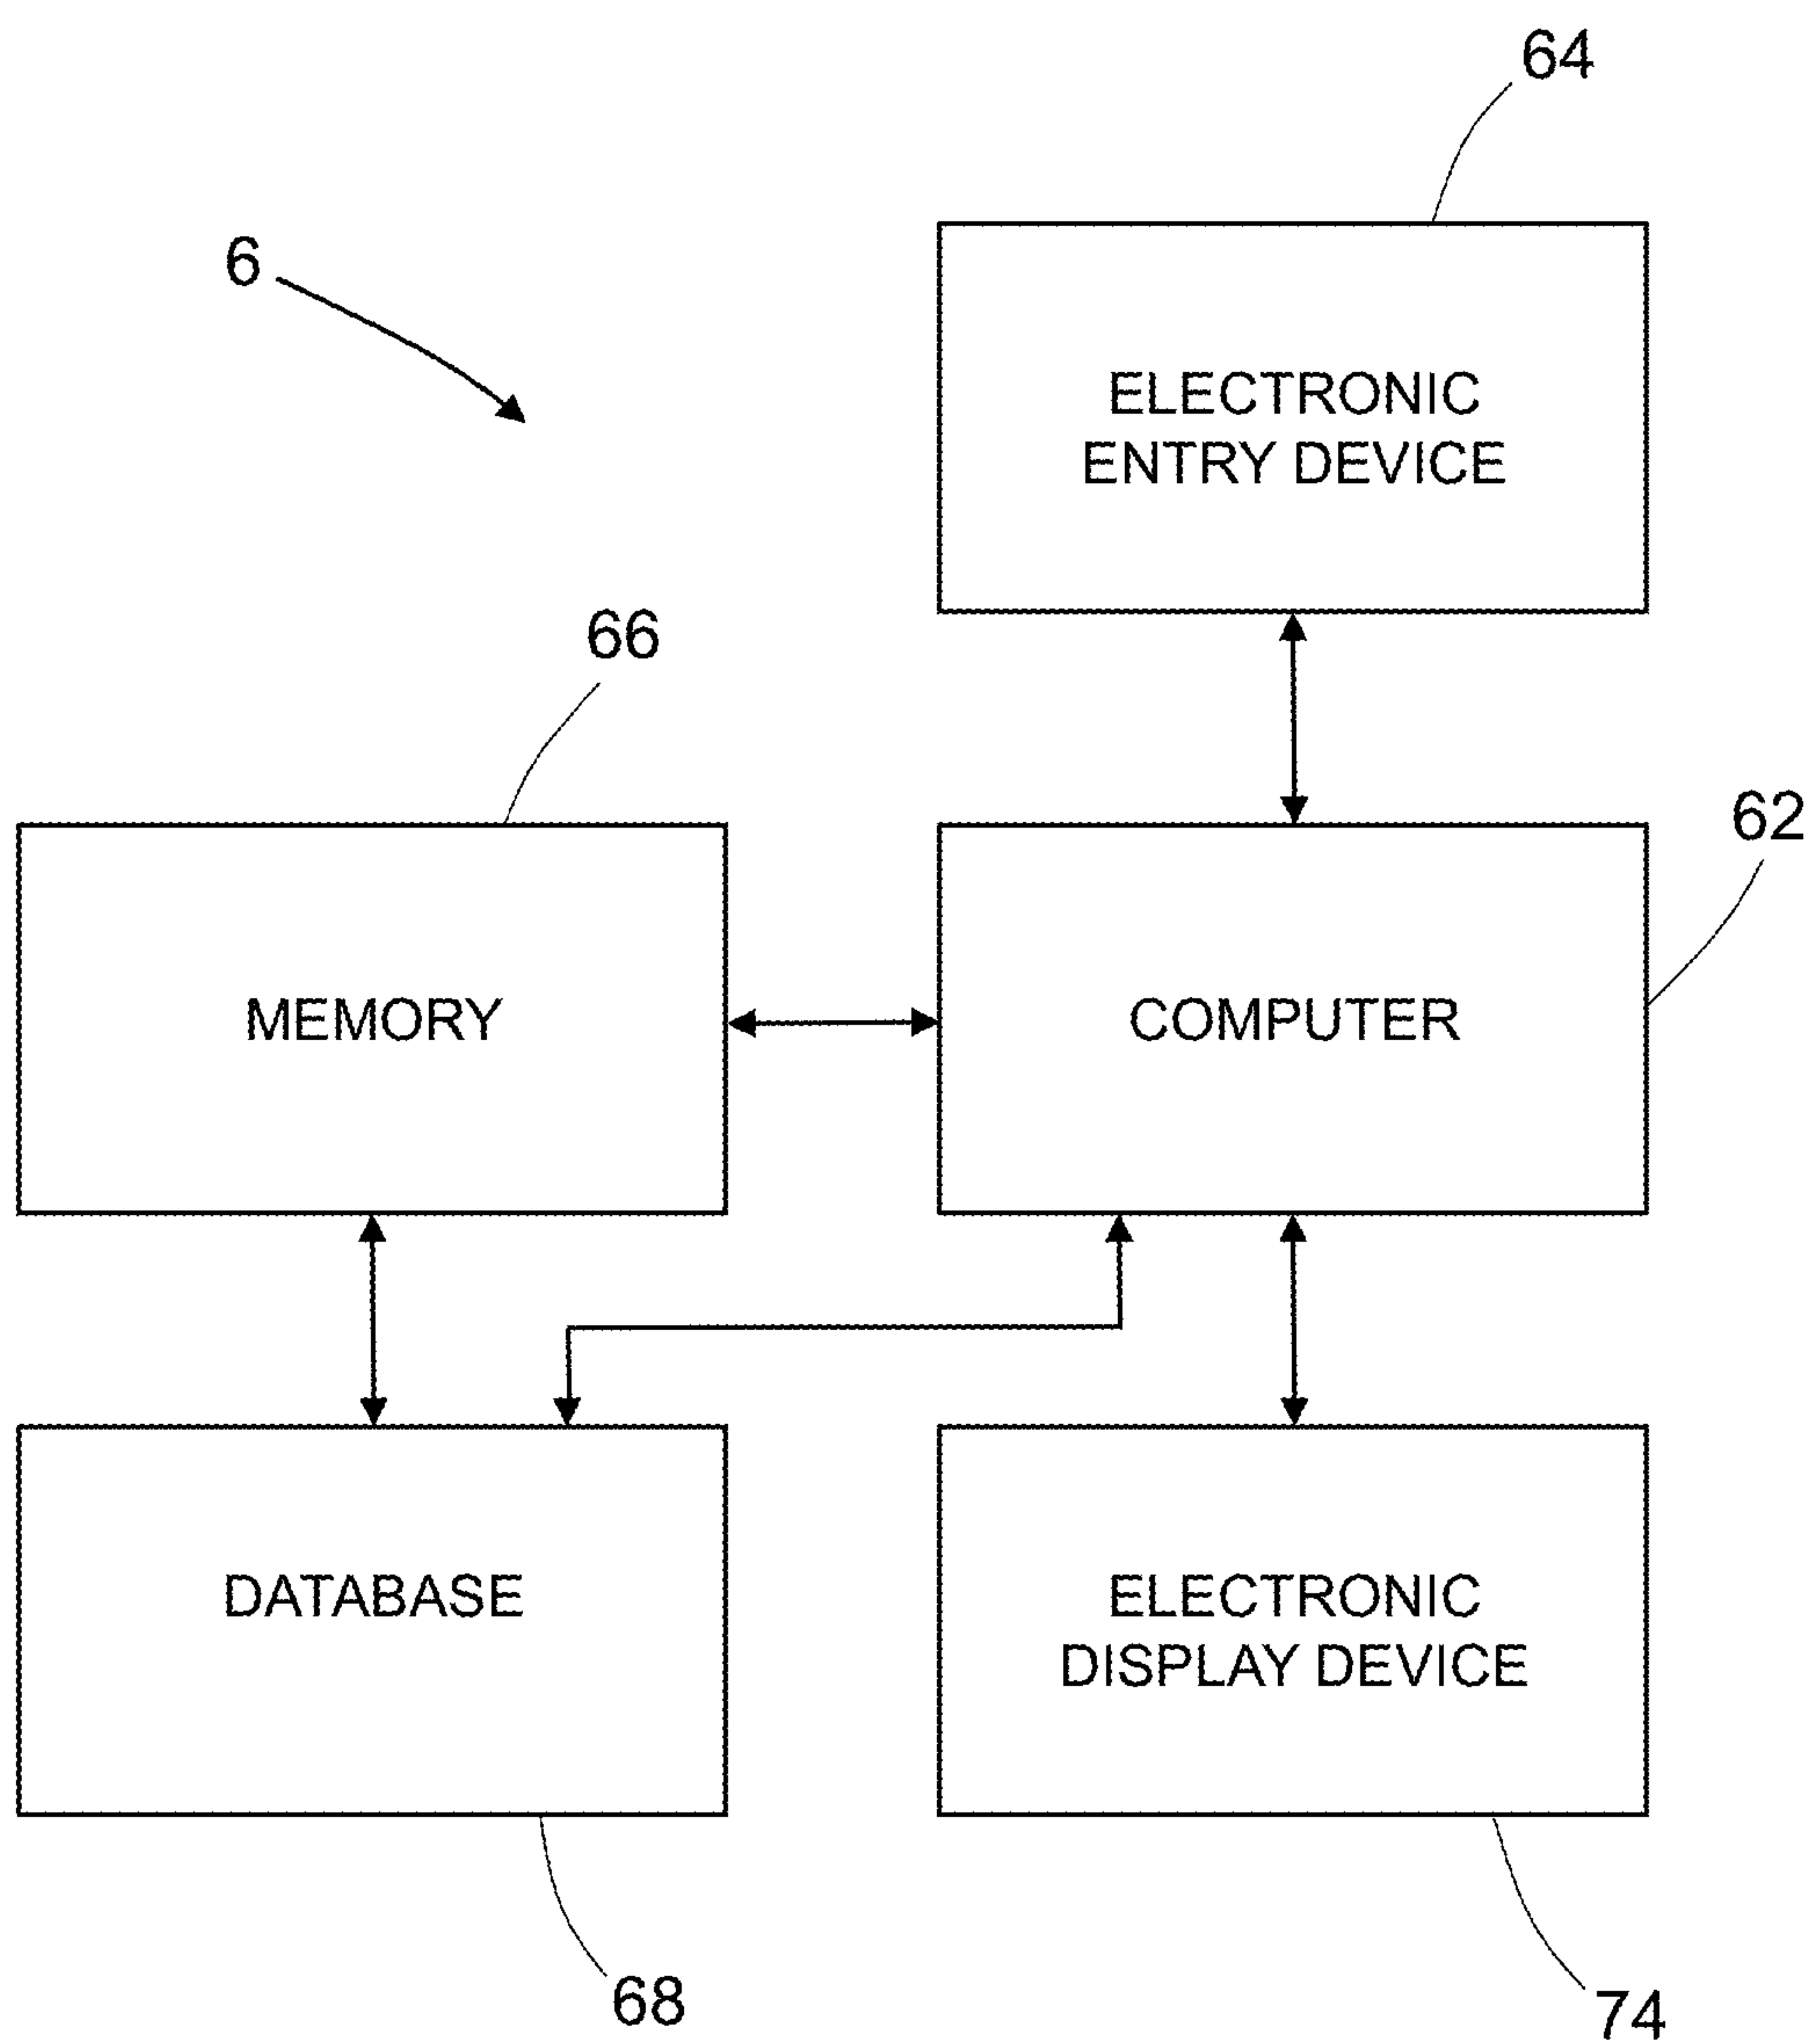 64
6
ELECTRONIC
ENTRY DEVICE
66
62
MEMORY
COMPUTER
DATABASE
ELECTRONIC
DISPLAY DEVICE
68
74